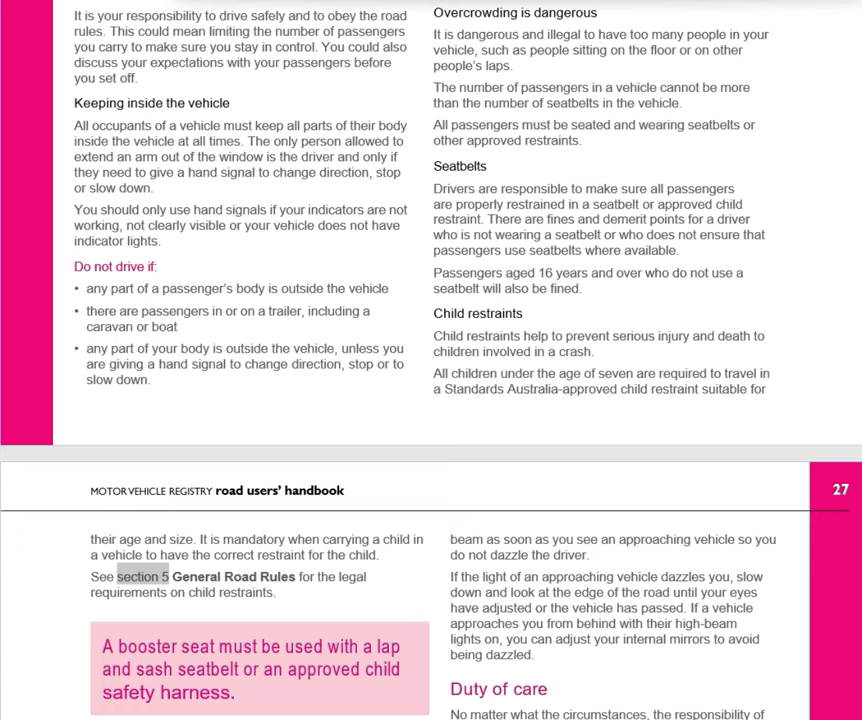 It is your responsibility to drive safely and to obey the road
rules. This could mean limiting the number of passengers
you carry to make sure you stay in control. You could also
discuss your expectations with your passengers before
you set off.
Keeping inside the vehicle
All occupants of a vehicle must keep all parts of their body
inside the vehicle at all times. The only person allowed to
extend an arm out of the window is the driver and only if
they need to give a hand signal to change direction, stop
or slow down.
You should only use hand signals if your indicators are not
working, not clearly visible or your vehicle does not have
indicator lights.
Do not drive if:
• any part of a passenger's body is outside the vehicle
• there are passengers in or on a trailer, including a
caravan or boat
• any part of your body is outside the vehicle, unless you
are giving a hand signal to change direction, stop or to
slow down.
Overcrowding is dangerous
It is dangerous and illegal to have too many people in your
vehicle, such as people sitting on the floor or on other
people's laps.
The number of passengers in a vehicle cannot be more
than the number of seatbelts in the vehicle.
All passengers must be seated and wearing seatbelts or
other approved restraints.
Seatbelts
Drivers are responsible to make sure all passengers
are properly restrained in a seatbelt or approved child
restraint. There are fines and demerit points for a driver
who is not wearing a seatbelt or who does not ensure that
passengers use seatbelts where available.
Passengers aged 16 years and over who do not use a
seatbelt will also be fined.
Child restraints
Child restraints help to prevent serious injury and death to
children involved in a crash.
All children under the age of seven are required to travel in
a Standards Australia-approved child restraint suitable for
MOTOR VEHICLE REGISTRY road users' handbook
27
their age and size. It is mandatory when carrying a child in
a vehicle to have the correct restraint for the child.
See section 5 General Road Rules for the legal
requirements on child restraints.
A booster seat must be used with a lap
and sash seatbelt or an approved child
safety harness.
beam as soon as you see an approaching vehicle so you
do not dazzle the driver.
If the light of an approaching vehicle dazzles you, slow
down and look at the edge of the road until your eyes
have adjusted or the vehicle has passed. If a vehicle
approaches you from behind with their high-beam
lights on, you can adjust your internal mirrors to avoid
being dazzled.
Duty of care
No matter what the circumstances, the responsibility of